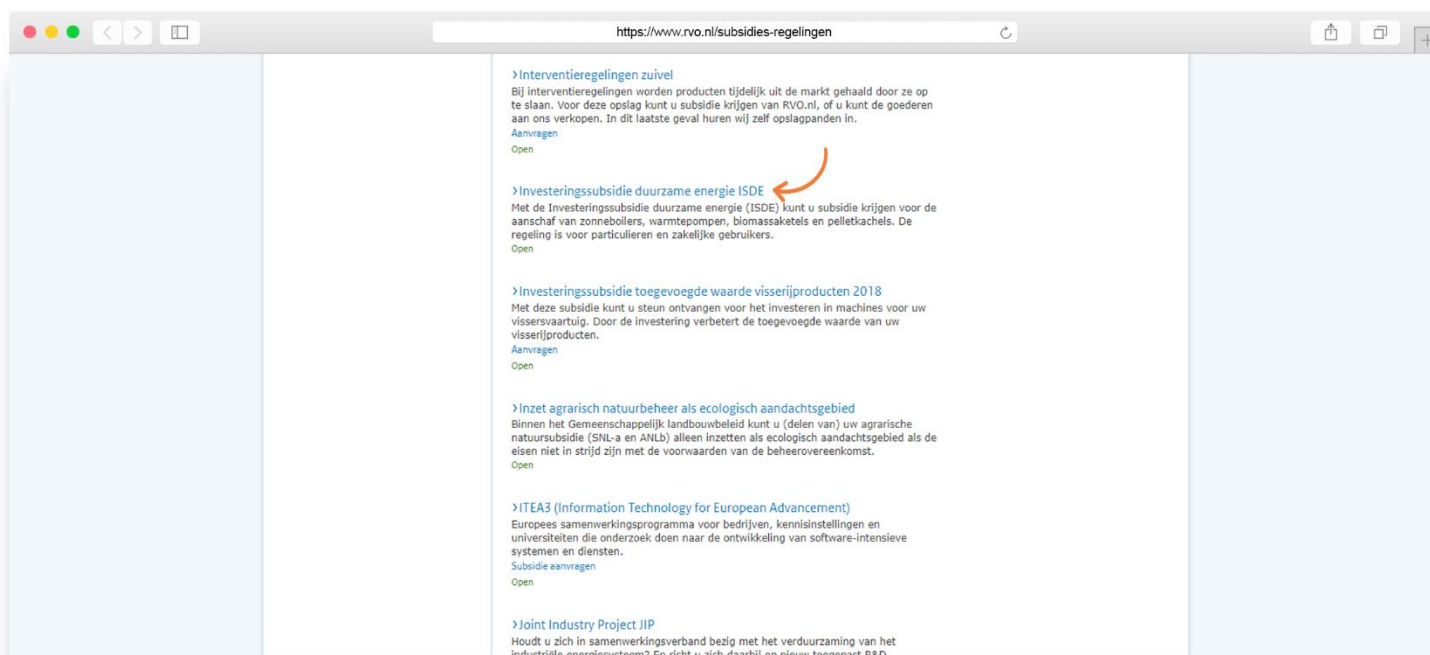 https://www.rvo.nl/subsidies-regelingen
Interventieregelingen zuivel
Bij interventieregelingen worden producten tijdelijk uit de markt gehaald door ze op
te slaan. Voor deze opslag kunt u subsidie krijgen van RVO.nl, of u kunt de goederen
aan ons verkopen. In dit laatste geval huren wij zelf opslagpanden in.
Aanvragen
Open
Investeringssubsidie duurzame energie ISDE
Met de Investeringssubsidie duurzame energie (ISDE) kunt u subsidie krijgen voor de
aanschaf van zonneboilers, warmtepompen, biomassaketels en pelletkachels. De
regeling is voor particulieren en zakelijke gebruikers.
Open
Investeringssubsidie toegevoegde waarde visserijproducten 2018
Met deze subsidie kunt u steun ontvangen voor het investeren in machines voor uw
vissersvaartuig. Door de investering verbetert de toegevoegde waarde van uw
visserijproducten.
Aanvragen
Open
Inzet agrarisch natuurbeheer als ecologisch aandachtsgebied
Binnen het Gemeenschappelijk landbouwbeleid kunt u (delen van) uw agrarische
natuursubsidie (SNL-a en ANLb) alleen inzetten als ecologisch aandachtsgebied als de
eisen niet in strijd zijn met de voorwaarden van de beheerovereenkomst.
Open
ITEA3 (Information Technology for European Advancement)
Europees samenwerkingsprogramma voor bedrijven, kennisinstellingen en
universiteiten die onderzoek doen naar de ontwikkeling van software-intensieve
systemen en diensten.
Subsidie aanvragen
Open
Joint Industry Project JIP
Houdt u zich in samenwerkingsverband bezig met het verduurzaming van het
industriële energiesysteem? En richt u zich daarbij op nieuw toegepast R&D